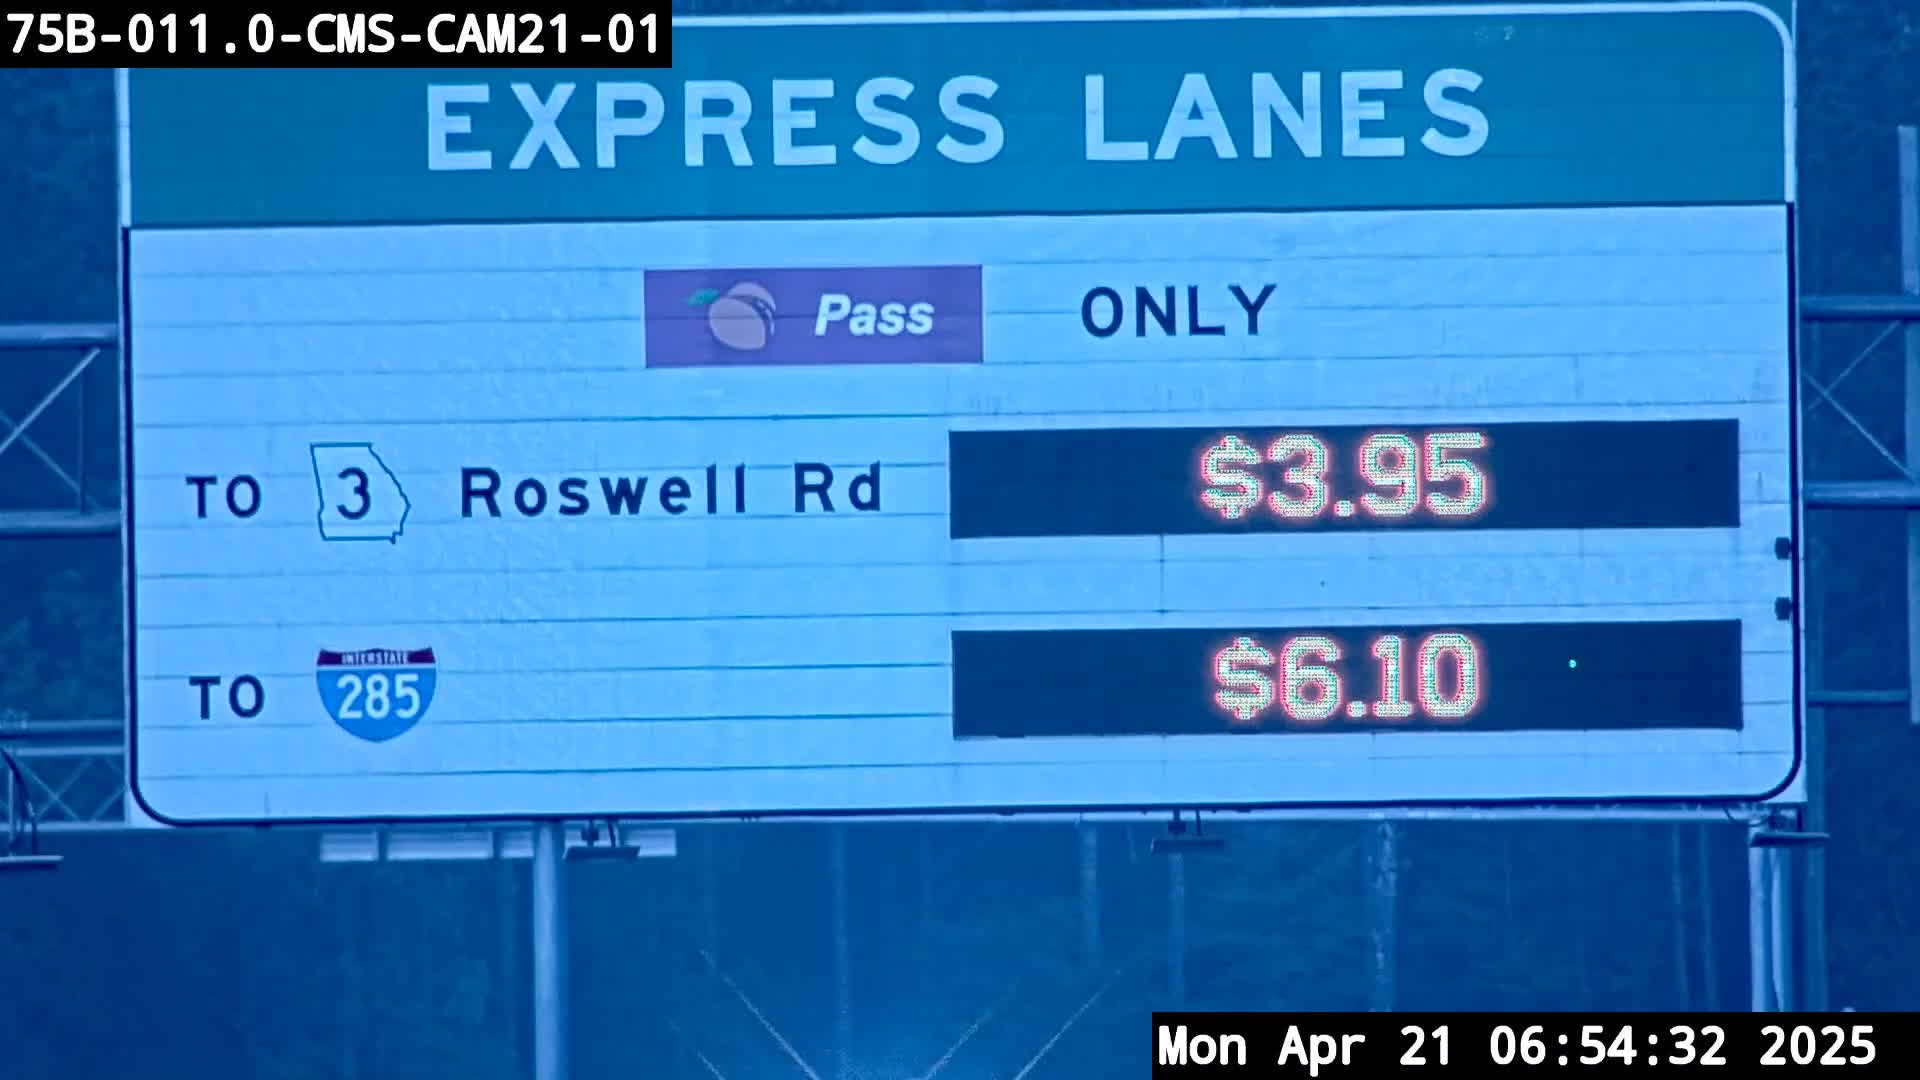 75B-011.0-CMS-CAM21-01
EXPRESS LANES
Pass ONLY
TO 3 Roswell Rd $3.95
INTERSTATE
TO 285 $6.10
Mon Apr 21 06:54:32 2025